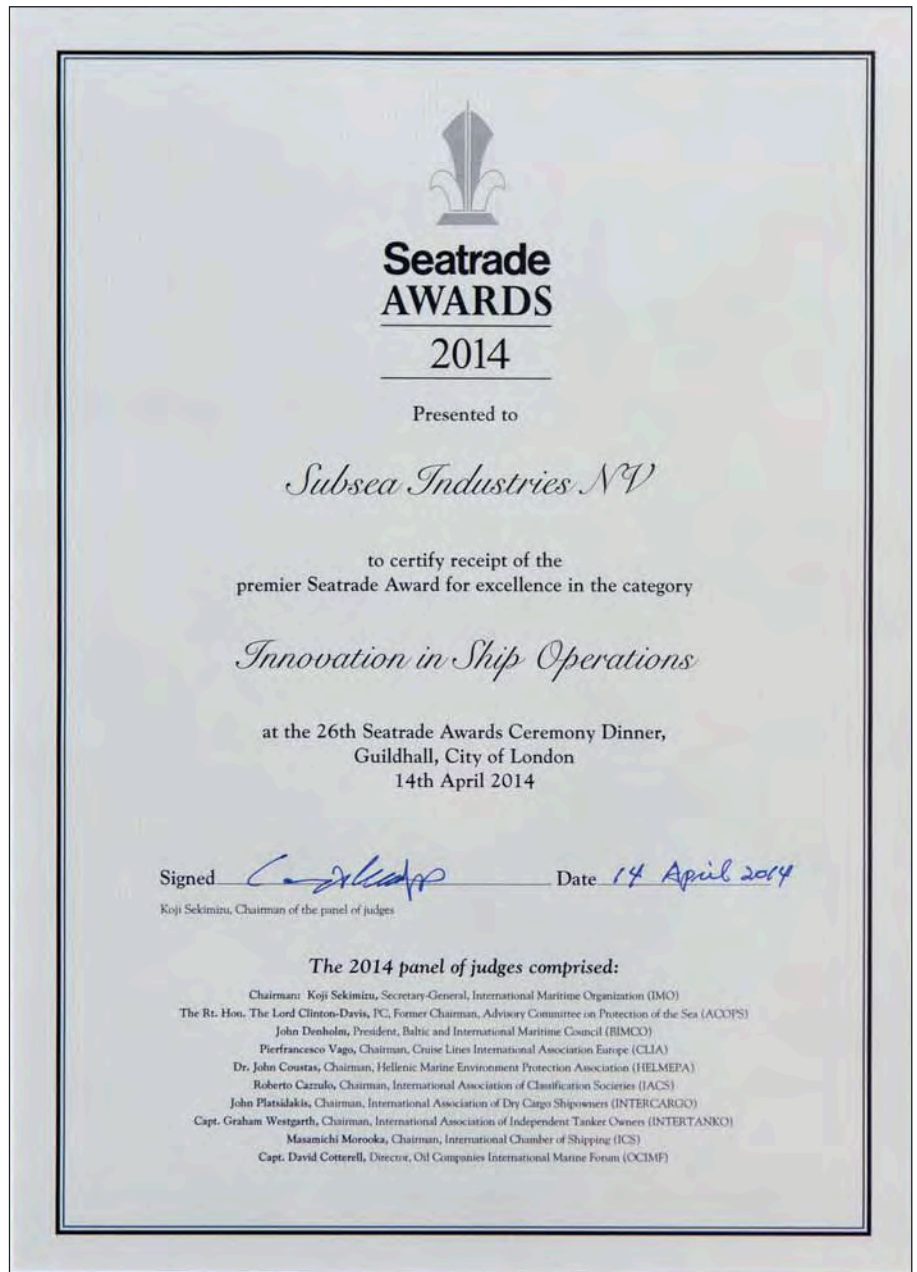 Seatrade
AWARDS
2014
Presented to
Subsea Industries NV
to certify receipt of the
premier Seatrade Award for excellence in the category
Innovation in Ship Operations
at the 26th Seatrade Awards Ceremony Dinner,
Guildhall, City of London
14th April 2014
Signed Date 14 April 2014
Koji Sekimizu, Chairman of the panel of judges
The 2014 panel of judges comprised:
Chairman: Koji Sekimizu, Secretary-General, International Maritime Organization (IMO)
The Rt. Hon. The Lord Clinton-Davis, PC, Former Chairman, Advisory Committee on Protection of the Sea (ACOPS)
John Denholm, President, Baltic and International Maritime Council (BIMCO)
Pierfrancesco Vago, Chairman, Cruise Lines International Association Europe (CLIA)
Dr. John Coustas, Chairman, Hellenic Marine Environment Protection Association (HELMEPA)
Roberto Cazzulo, Chairman, International Association of Classification Societies (IACS)
John Platsidakis, Chairman, International Association of Dry Cargo Shipowners (INTERCARGO)
Capt. Graham Westgarth, Chairman, International Association of Independent Tanker Owners (INTERTANKO)
Masamichi Morooka, Chairman, International Chamber of Shipping (ICS)
Capt. David Cotterell, Director, Oil Companies International Marine Forum (OCIMF)